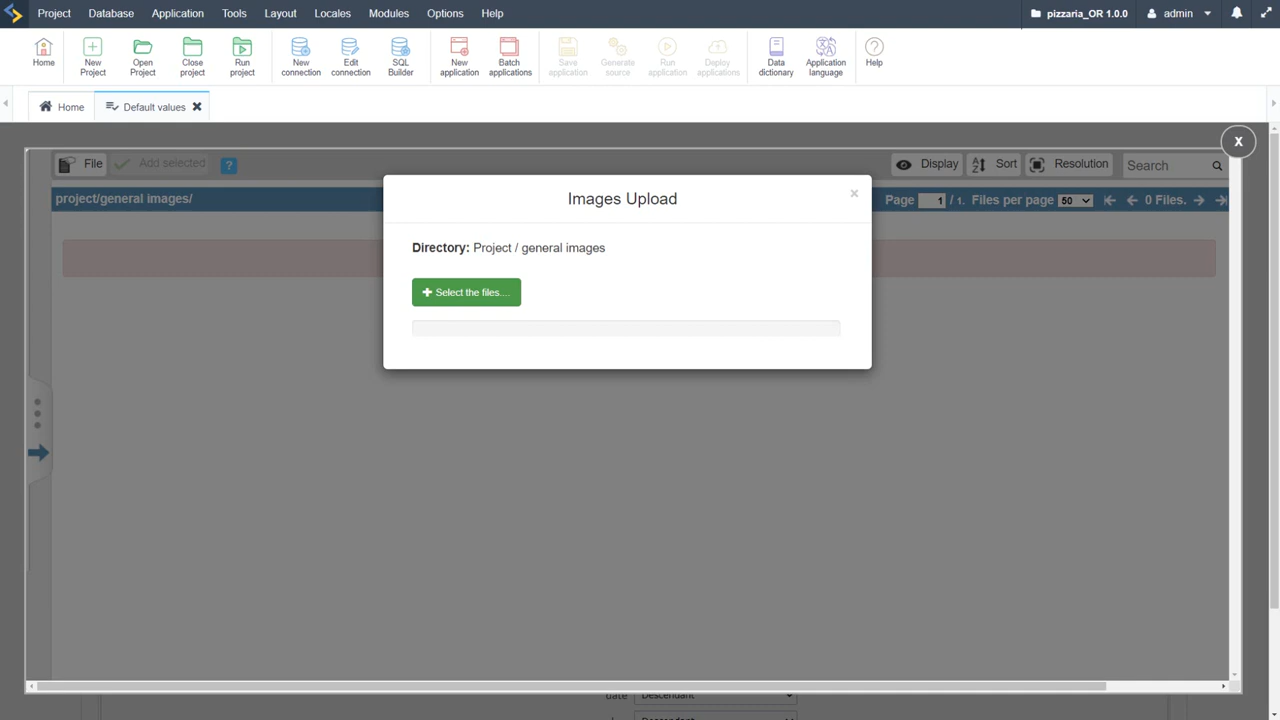 Project Database Application Tools Layout Locales Modules Options Help pizzaria_OR 1.0.0 admin
Home
New Project
Open Project
Close project
Run project
New connection
Edit connection
SQL Builder
New application
Batch applications
Save application
Generate source
Run application
Deploy applications
Data dictionary
Application language
Help
Home Default values
X
File Add selected ? Display Sort Resolution Search
project/general images/ Page 1 / 1. Files per page 50 0 Files.
Images Upload ×
Directory: Project / general images
Select the files....
date Descendant